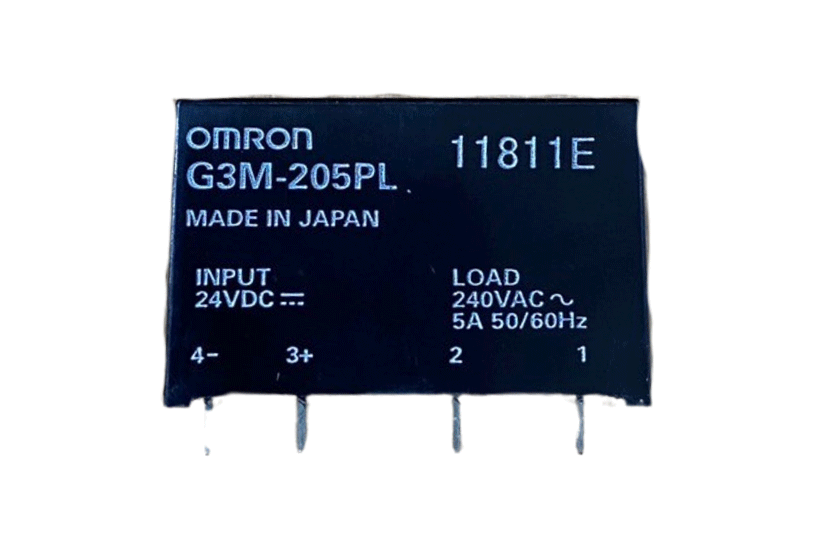 OMRON
11811E
G3M-205PL
MADE IN JAPAN
INPUT
24VDC ⎓
LOAD
240VAC ∿
5A 50/60Hz
4-
3+
2
1